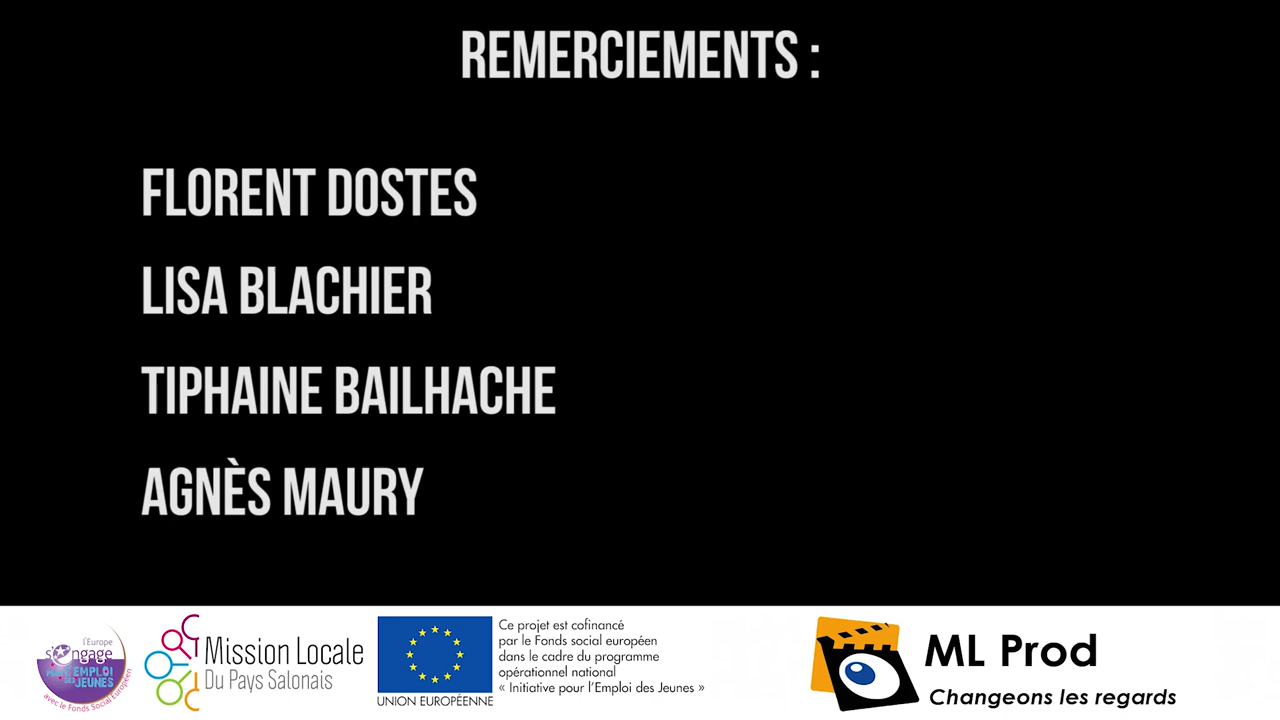 REMERCIEMENTS :
FLORENT DOSTES
LISA BLACHIER
TIPHAINE BAILHACHE
AGNÈS MAURY
l'Europe
s'engage
POUR L'EMPLOI
DES JEUNES
avec le Fonds Social Européen
Mission Locale
Du Pays Salonais
UNION EUROPÉENNE
Ce projet est cofinancé
par le Fonds social européen
dans le cadre du programme
opérationnel national
« Initiative pour l'Emploi des Jeunes »
ML Prod
Changeons les regards